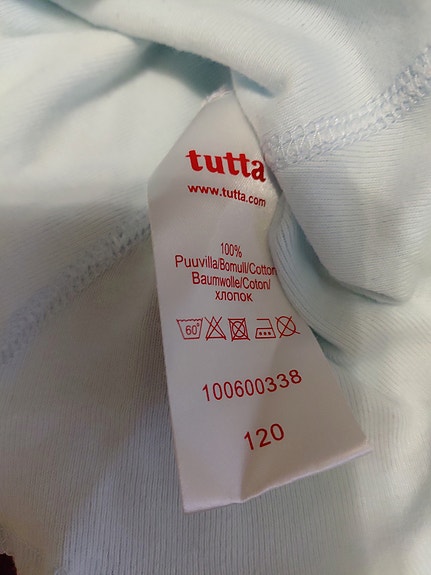 tutta
www.tutta.com
100%
Puuvilla/Bomull/Cotton
Baumwolle/Coton/
хлопок
60°
100600338
120